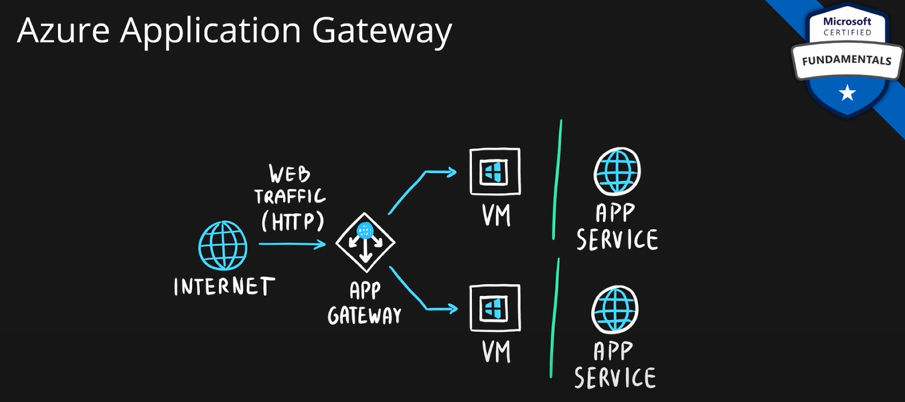 Azure Application Gateway
Microsoft
CERTIFIED
FUNDAMENTALS
WEB
TRAFFIC
(HTTP)
INTERNET
APP
GATEWAY
VM
APP
SERVICE
VM
APP
SERVICE